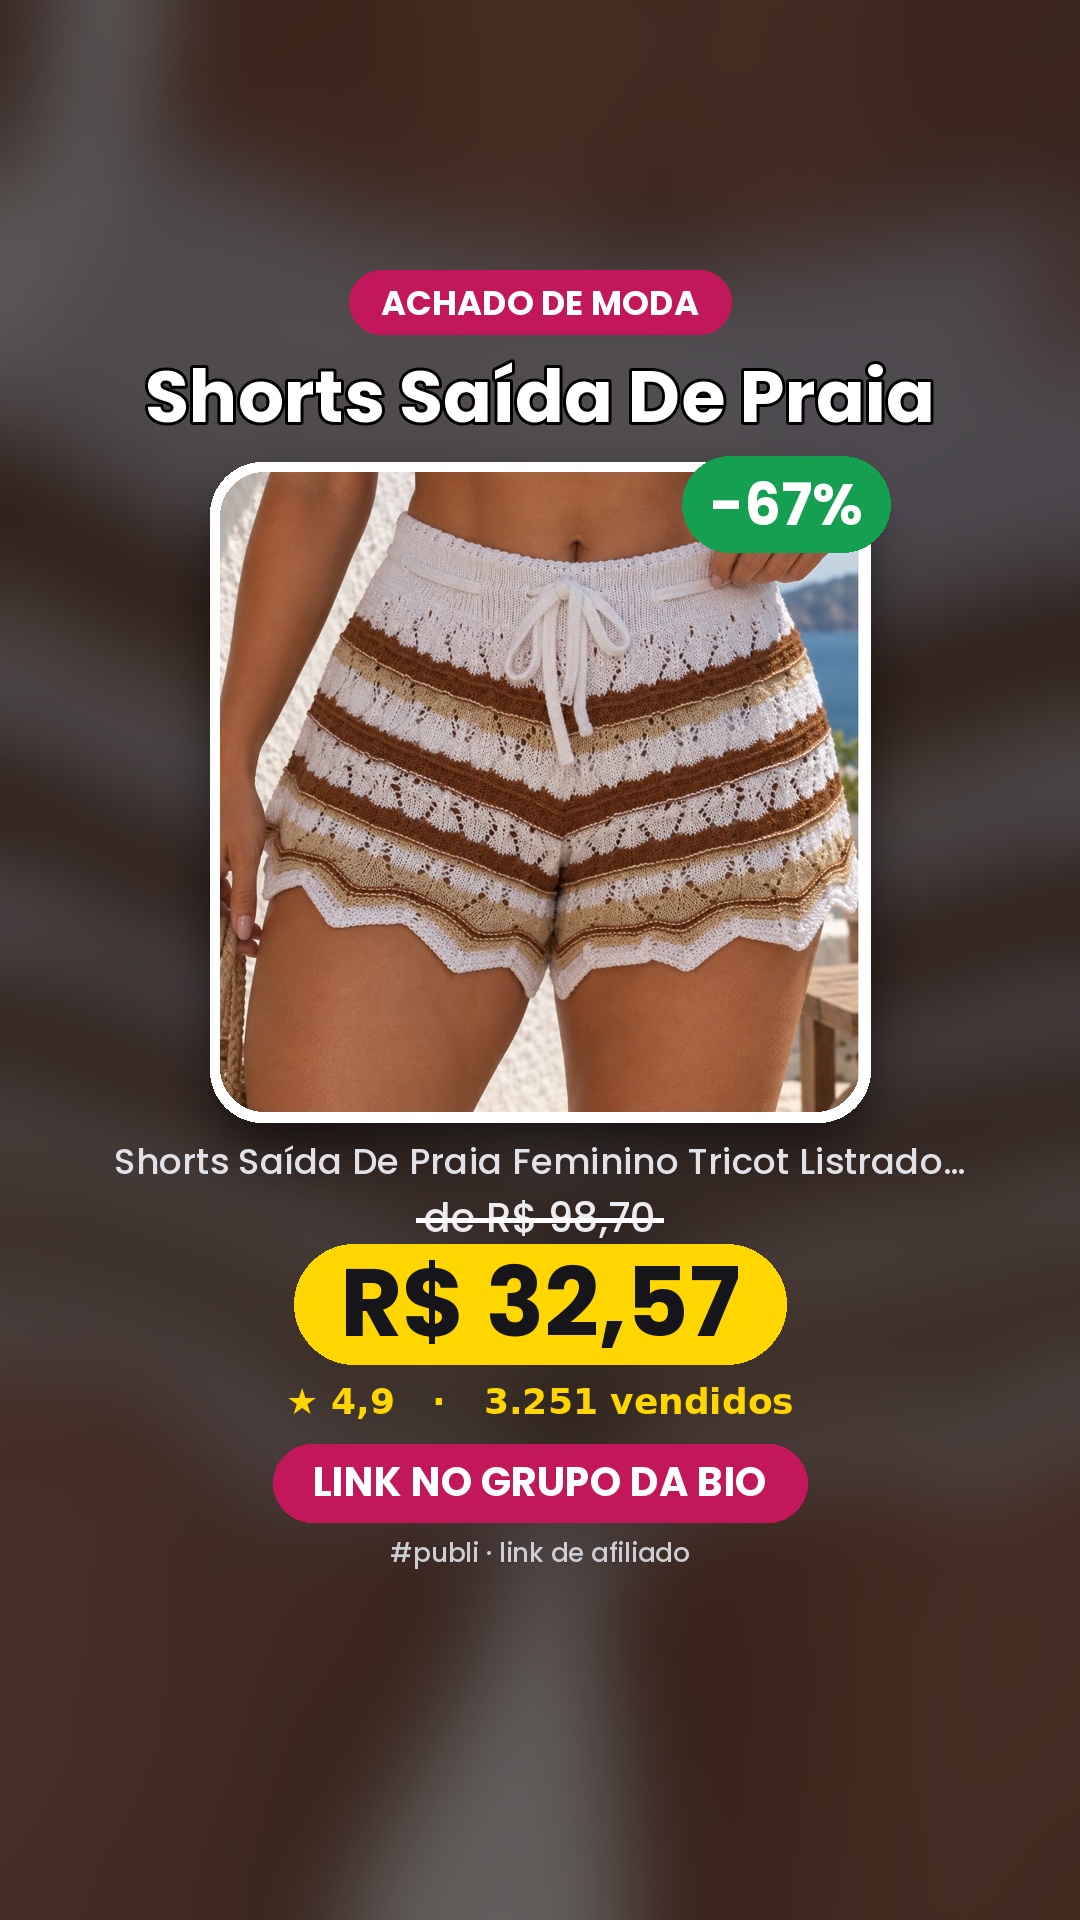 ACHADO DE MODA
Shorts Saída De Praia
-67%
Shorts Saída De Praia Feminino Tricot Listrado...
de R$ 98,70
R$ 32,57
★ 4,9 · 3.251 vendidos
LINK NO GRUPO DA BIO
#publi · link de afiliado